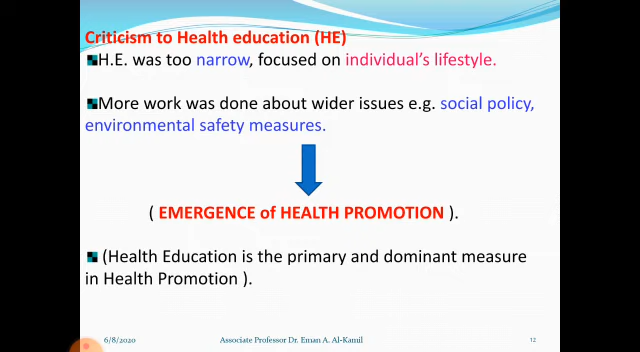 Criticism to Health education (HE)
H.E. was too narrow, focused on individual's lifestyle.
More work was done about wider issues e.g. social policy,
environmental safety measures.
( EMERGENCE of HEALTH PROMOTION ).
(Health Education is the primary and dominant measure
in Health Promotion ).
6/8/2020 Associate Professor Dr. Eman A. Al-Kamil 12